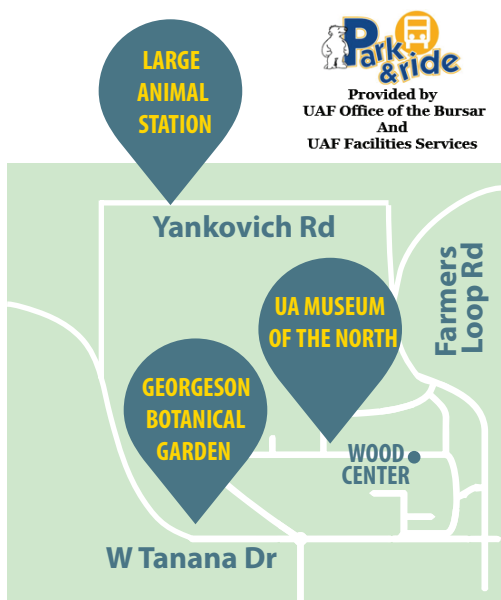 Park
&ride
Provided by
UAF Office of the Bursar
And
UAF Facilities Services
LARGE
ANIMAL
STATION
Yankovich Rd
Farmers
Loop Rd
UA MUSEUM
OF THE NORTH
GEORGESON
BOTANICAL
GARDEN
WOOD
CENTER
W Tanana Dr